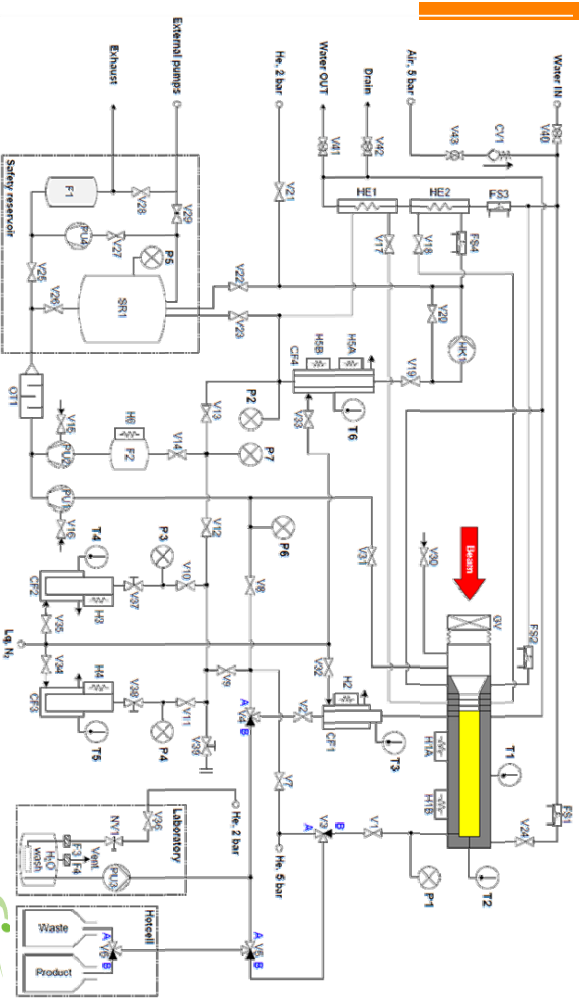 Exhaust
External pumps
He, 2 bar
Water OUT
Drain
Air, 5 bar
Water IN
V41
V42
V43
CV1
V40
Safety reservoir
F1
V28
V29
V21
HE1
HE2
FS3
PU4
V27
V17
V18
FS4
P5
V25
V26
SR1
V22
V23
V20
HK1
OT1
H5B
H5A
CF4
V19
V15
H6
V13
P2
V33
T6
PU2
F2
V14
P7
PU1
V16
T4
P3
V12
P6
V31
V30
Beam
CF2
H3
V37
V10
V8
GV
FS2
V35
Lq. N₂
V34
V32
H2
CF3
H4
V38
V11
V9
A
V4
B
V2
CF1
H1A
T1
T5
P4
V39
T3
V7
H1B
Laboratory
V36
He, 2 bar
He, 5 bar
A
V3
B
V1
V24
FS1
NV1
F3
F4
Vent.
H₂O
wash
PU3
P1
T2
Hotcell
Waste
A
V6
B
A
V5
B
Product